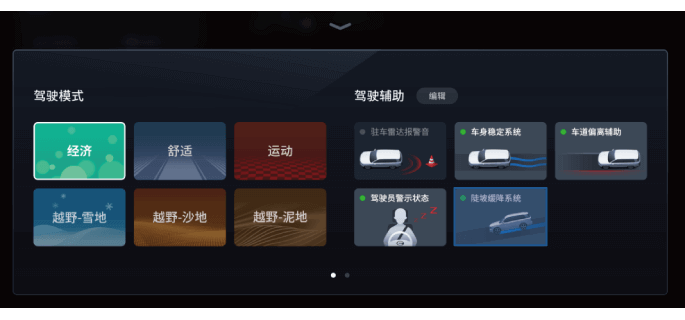 驾驶模式
驾驶辅助 编辑
经济
舒适
运动
驻车雷达报警音
车身稳定系统
车道偏离辅助
越野-雪地
越野-沙地
越野-泥地
驾驶员警示状态
陡坡缓降系统
z z